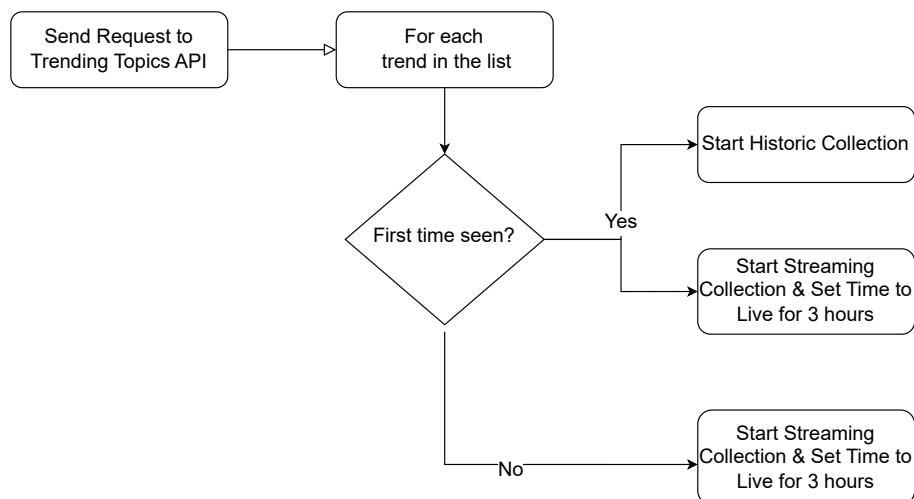 Send Request to
Trending Topics API
For each
trend in the list
Start Historic Collection
First time seen?
Yes
Start Streaming
Collection & Set Time to
Live for 3 hours
No
Start Streaming
Collection & Set Time to
Live for 3 hours